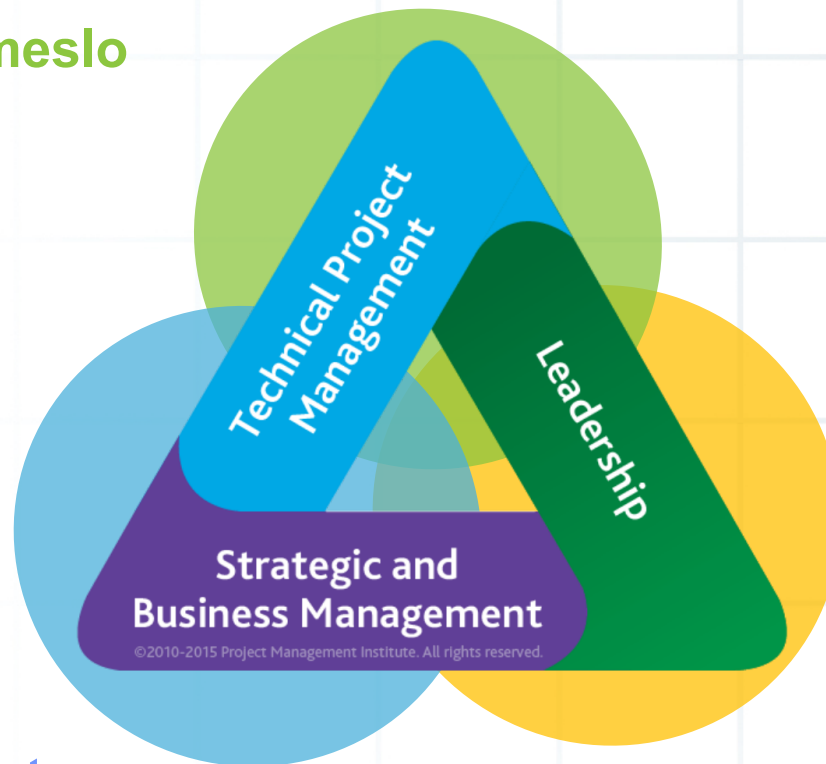 meslo
Technical Project
Management
Leadership
Strategic and
Business Management
©2010-2015 Project Management Institute. All rights reserved.